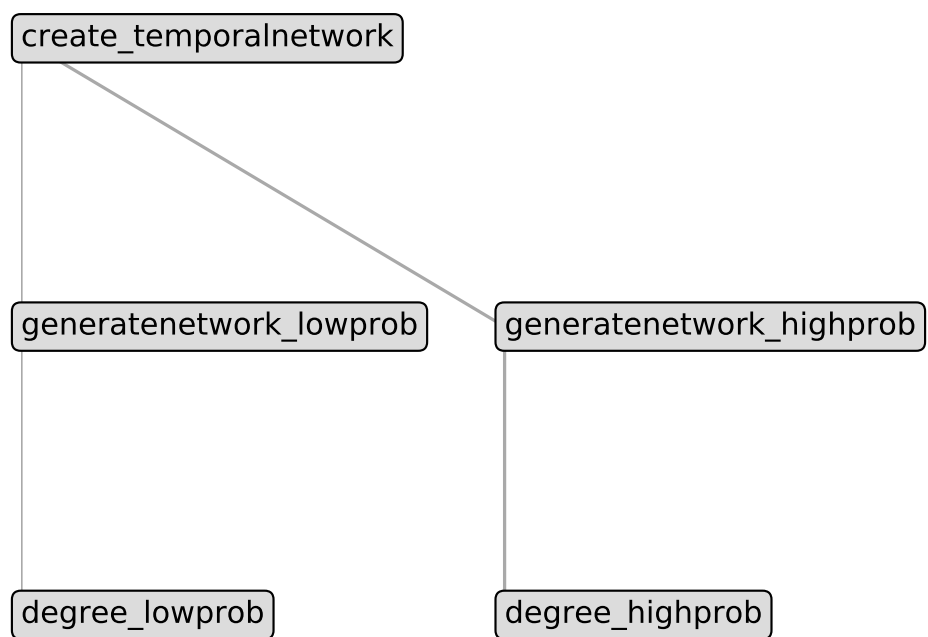 create_temporalnetwork
generatenetwork_lowprob
generatenetwork_highprob
degree_lowprob
degree_highprob